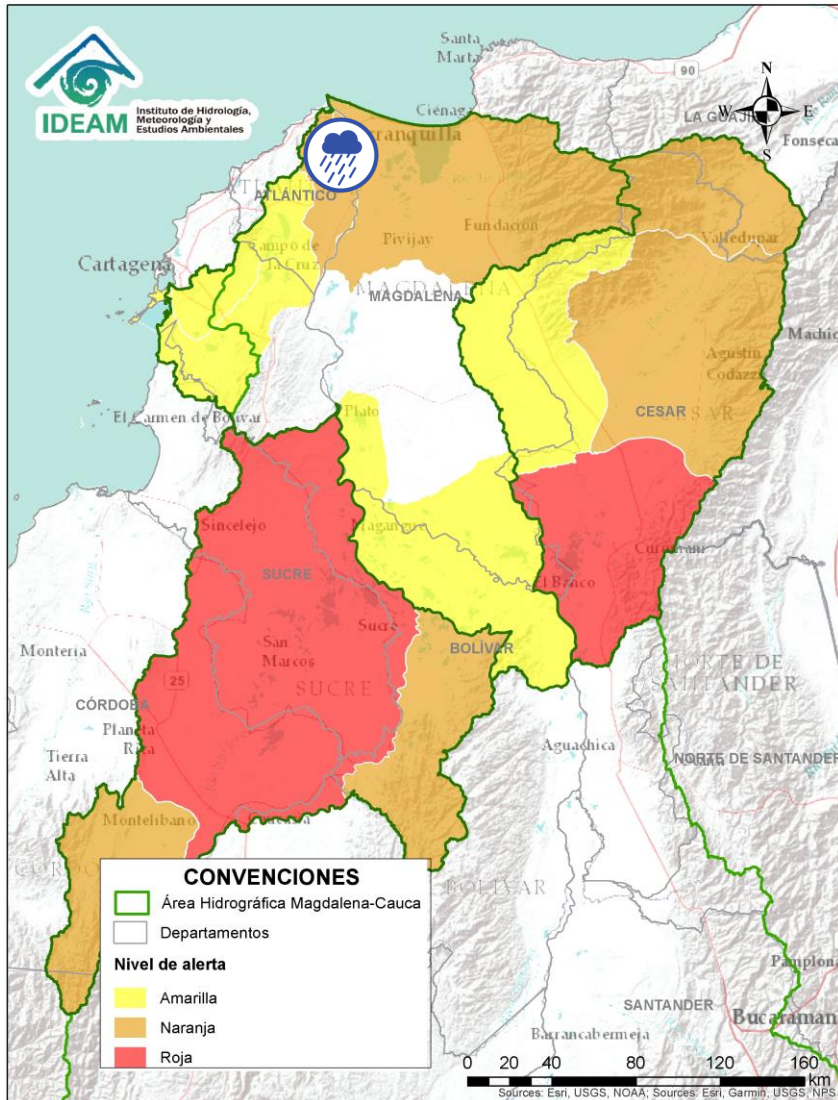 IDEAM
Instituto de Hidrología,
Meteorología y
Estudios Ambientales
Santa
Marta
90
N
W
E
S
Ciénaga
LA GUAJI
Fonseca
rranquilla
ATLÁNTICO
Campo de
la Cruz
Pivijay
Fundación
Valledupar
Cartagena
MAGDALENA
Agustín
Codazzi
El Carmen de Bolívar
Plato
CESAR
Sincelejo
Magangué
SUCRE
El Banco
Sucre
San
Marcos
BOLÍVAR
Montería
25
SUCRE
NORTE DE
SANTANDER
CÓRDOBA
Planeta
Rica
Tierra
Alta
Aguachica
NORTE DE SANTANDER
Montelíbano
BOLÍVAR
CONVENCIONES
Área Hidrográfica Magdalena-Cauca
Departamentos
Nivel de alerta
Amarilla
Naranja
Roja
Pamplona
SANTANDER
Bucaraman
Barrancabermeja
0 20 40 80 120 160
km
Sources: Esri, USGS, NOAA; Sources: Esri, Garmin, USGS, NPS